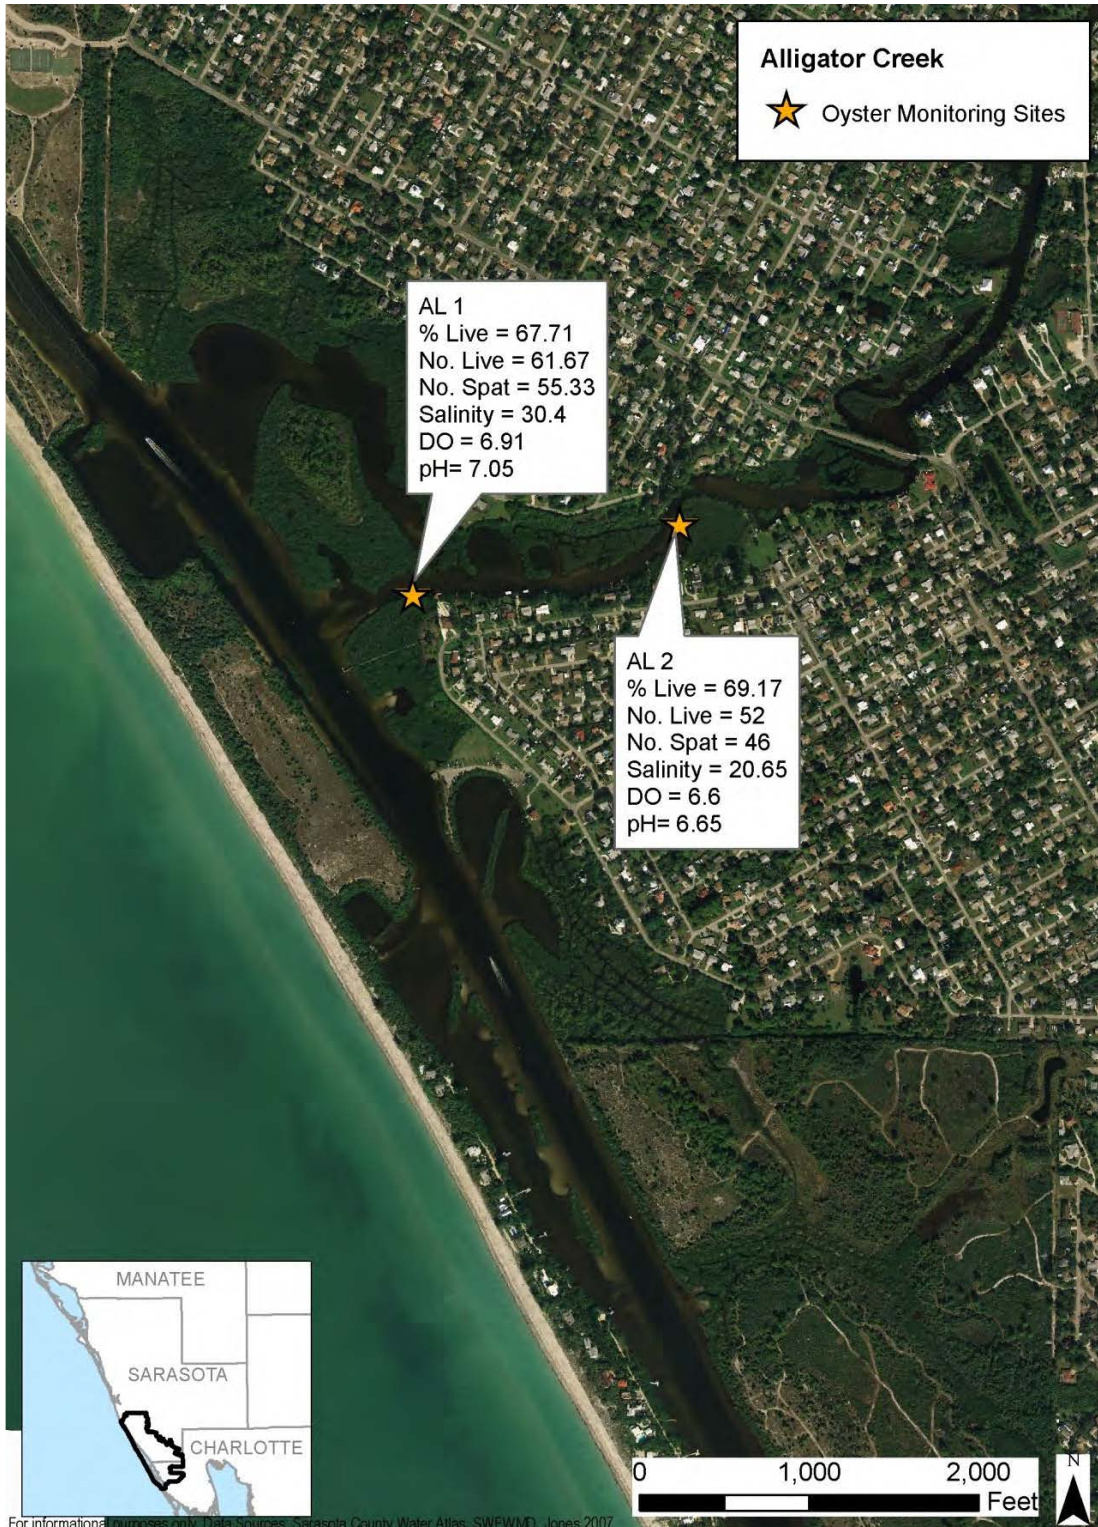 Alligator Creek
Oyster Monitoring Sites
AL 1
% Live = 67.71
No. Live = 61.67
No. Spat = 55.33
Salinity = 30.4
DO = 6.91
pH= 7.05
AL 2
% Live = 69.17
No. Live = 52
No. Spat = 46
Salinity = 20.65
DO = 6.6
pH= 6.65
MANATEE
SARASOTA
CHARLOTTE
0 1,000 2,000
Feet
N
For informational purposes only. Data Sources: Sarasota County Water Atlas, SWFWMD, Jones 2007